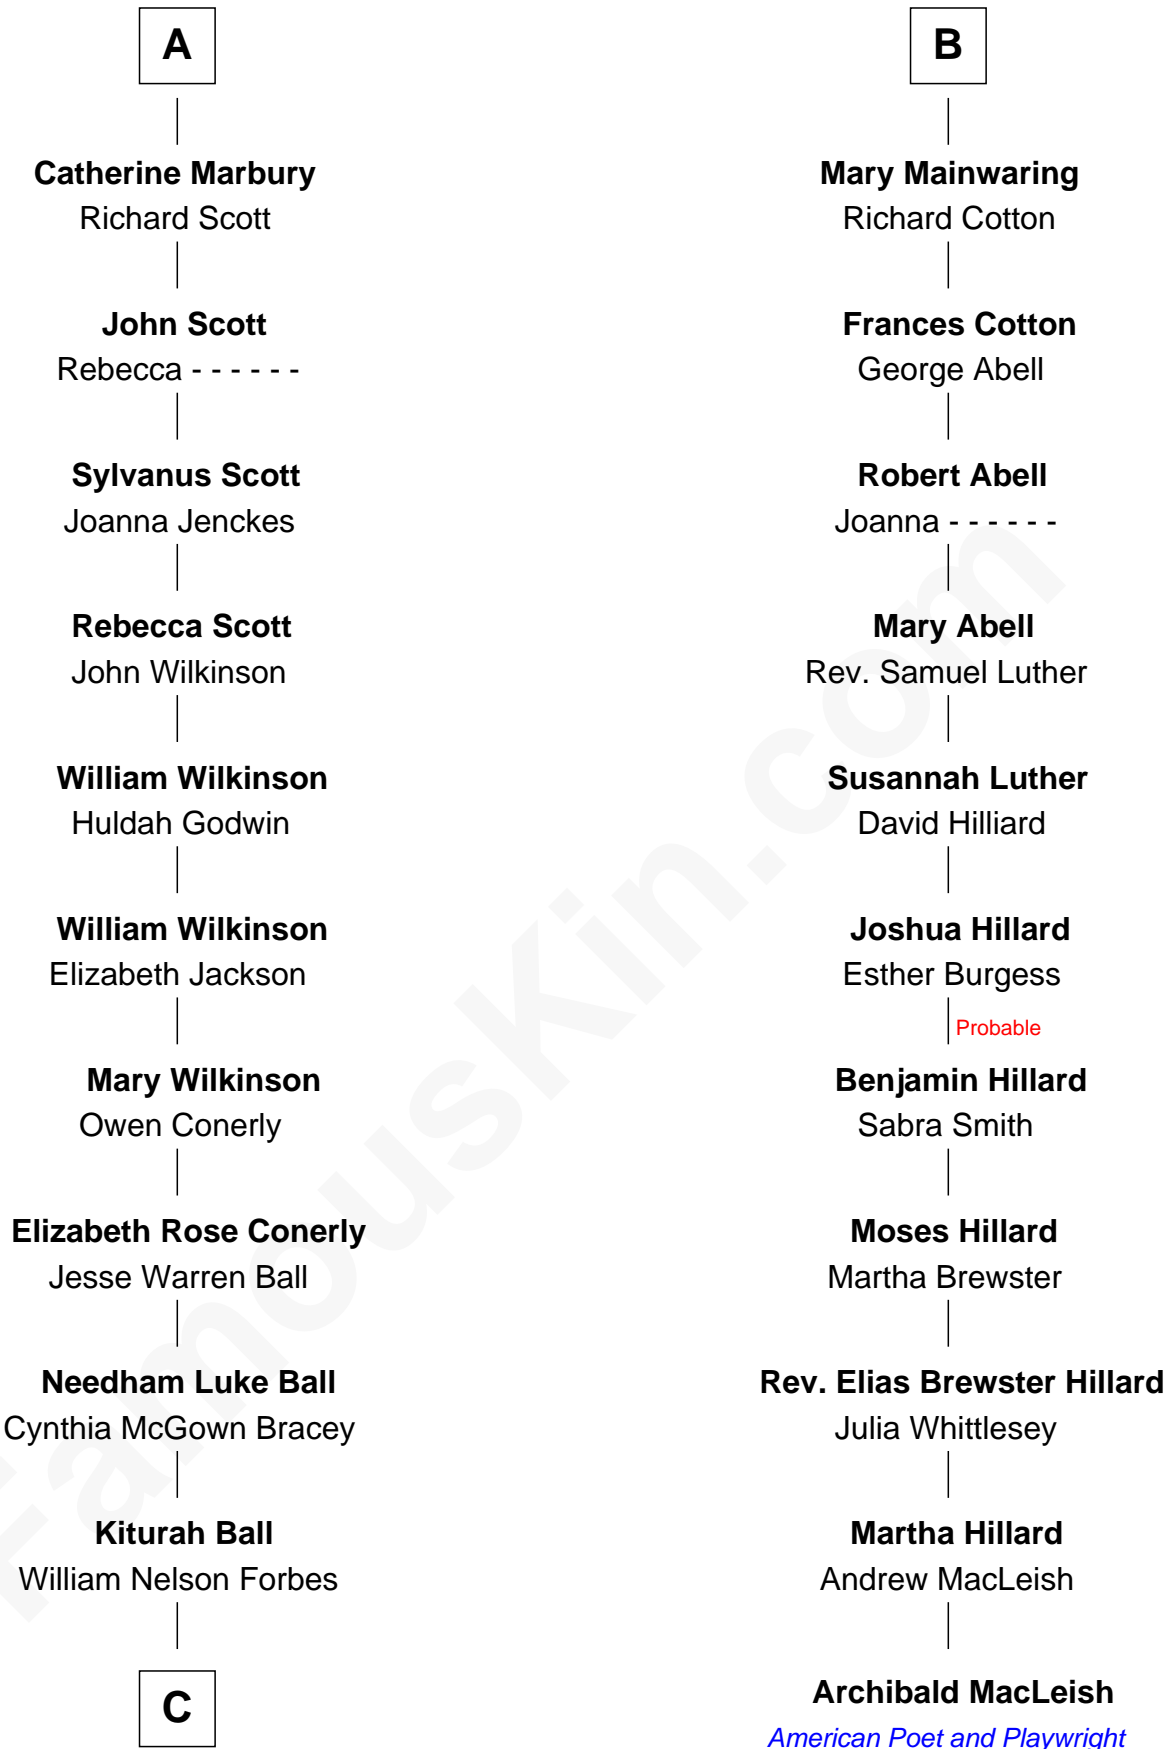 A
Catherine Marbury
Richard Scott
John Scott
Rebecca - - - - - -
Sylvanus Scott
Joanna Jenckes
Rebecca Scott
John Wilkinson
William Wilkinson
Huldah Godwin
William Wilkinson
Elizabeth Jackson
Mary Wilkinson
Owen Conerly
Elizabeth Rose Conerly
Jesse Warren Ball
Needham Luke Ball
Cynthia McGown Bracey
Kiturah Ball
William Nelson Forbes
C
B
Mary Mainwaring
Richard Cotton
Frances Cotton
George Abell
Robert Abell
Joanna - - - - - -
Mary Abell
Rev. Samuel Luther
Susannah Luther
David Hilliard
Joshua Hillard
Esther Burgess
Probable
Benjamin Hillard
Sabra Smith
Moses Hillard
Martha Brewster
Rev. Elias Brewster Hillard
Julia Whittlesey
Martha Hillard
Andrew MacLeish
Archibald MacLeish
American Poet and Playwright
FamousKin.com